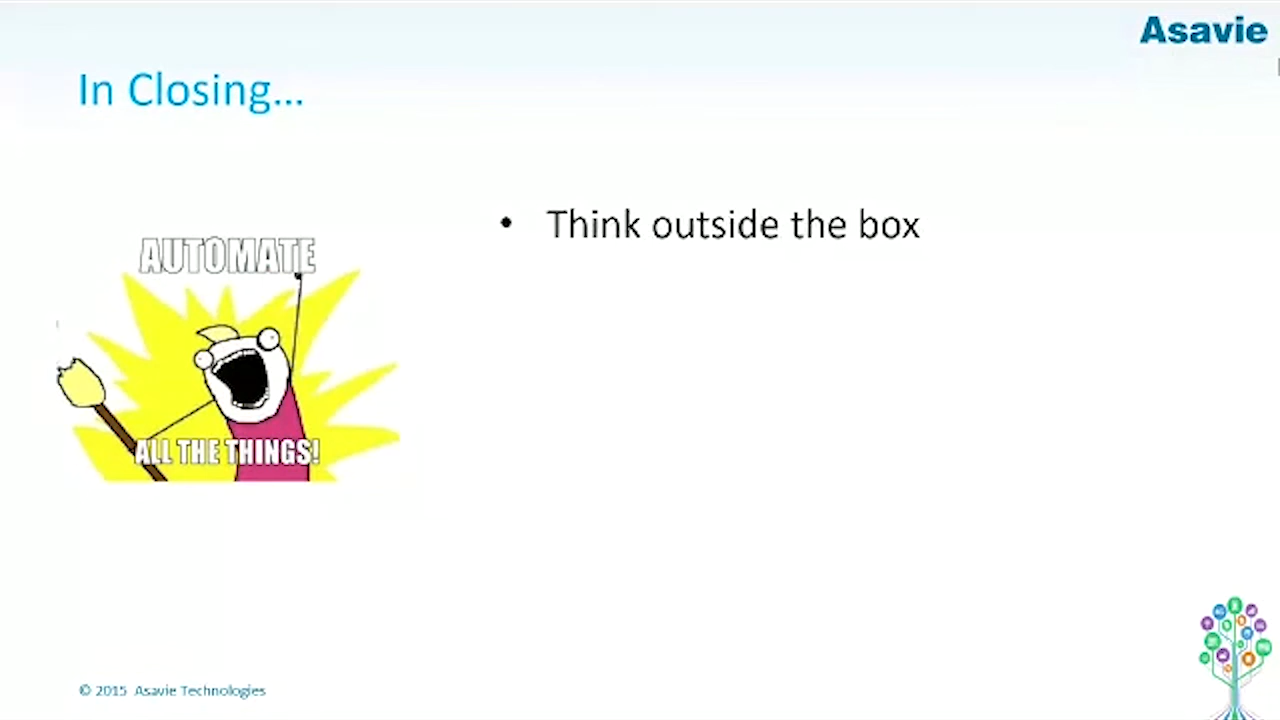 Asavie
In Closing...
• Think outside the box
AUTOMATE
ALL THE THINGS!
© 2015 Asavie Technologies